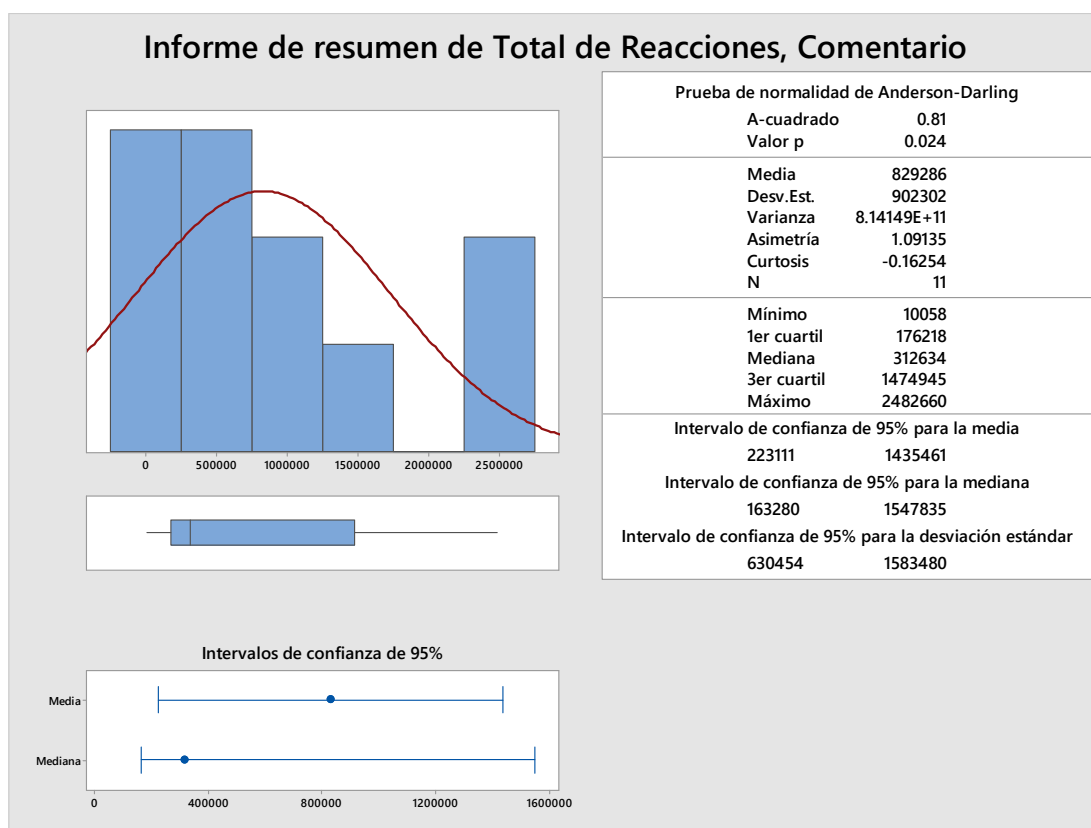 Informe de resumen de Total de Reacciones, Comentario
0 500000 1000000 1500000 2000000 2500000
Prueba de normalidad de Anderson-Darling
A-cuadrado 0.81
Valor p 0.024
Media 829286
Desv.Est. 902302
Varianza 8.14149E+11
Asimetría 1.09135
Curtosis -0.16254
N 11
Mínimo 10058
1er cuartil 176218
Mediana 312634
3er cuartil 1474945
Máximo 2482660
Intervalo de confianza de 95% para la media
223111 1435461
Intervalo de confianza de 95% para la mediana
163280 1547835
Intervalo de confianza de 95% para la desviación estándar
630454 1583480
Intervalos de confianza de 95%
Media
Mediana
0 400000 800000 1200000 1600000